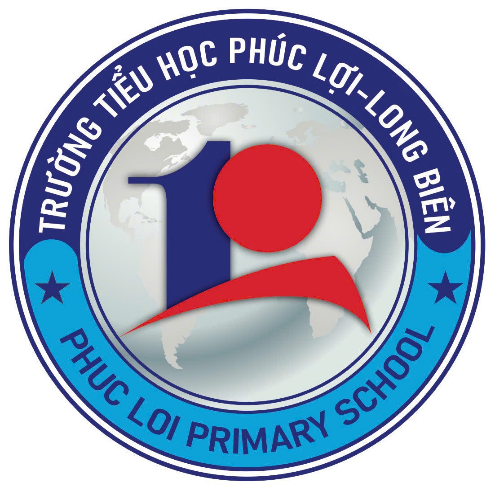 TRƯỜNG TIỂU HỌC PHÚC LỢI-LONG BIÊN
PHUC LOI PRIMARY SCHOOL